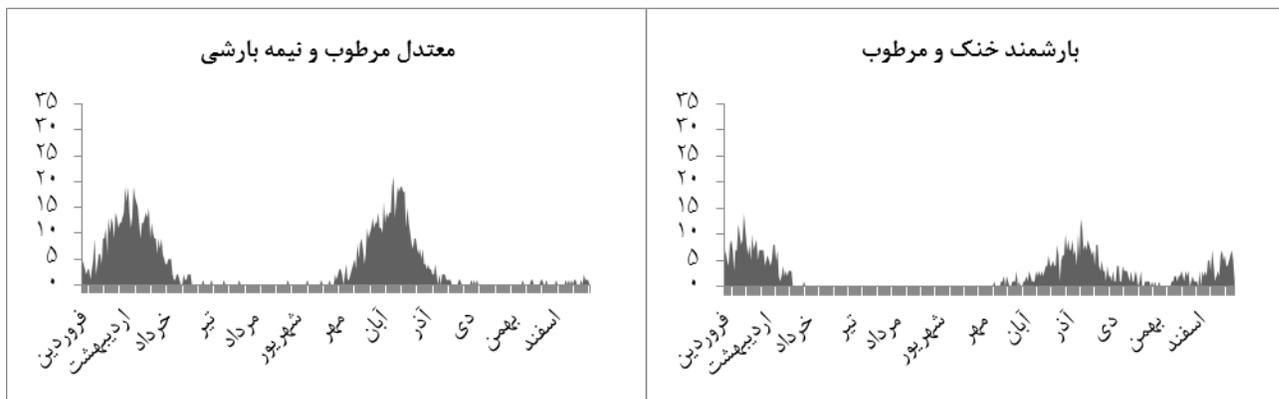 بارشمند خنک و مرطوب
۳۵
۳۰
۲۵
۲۰
۱۵
۱۰
۵
۰
فروردین
اردیبهشت
خرداد
تیر
مرداد
شهریور
مهر
آبان
آذر
دی
بهمن
اسفند
معتدل مرطوب و نیمه بارشی
۳۵
۳۰
۲۵
۲۰
۱۵
۱۰
۵
۰
فروردین
اردیبهشت
خرداد
تیر
مرداد
شهریور
مهر
آبان
آذر
دی
بهمن
اسفند